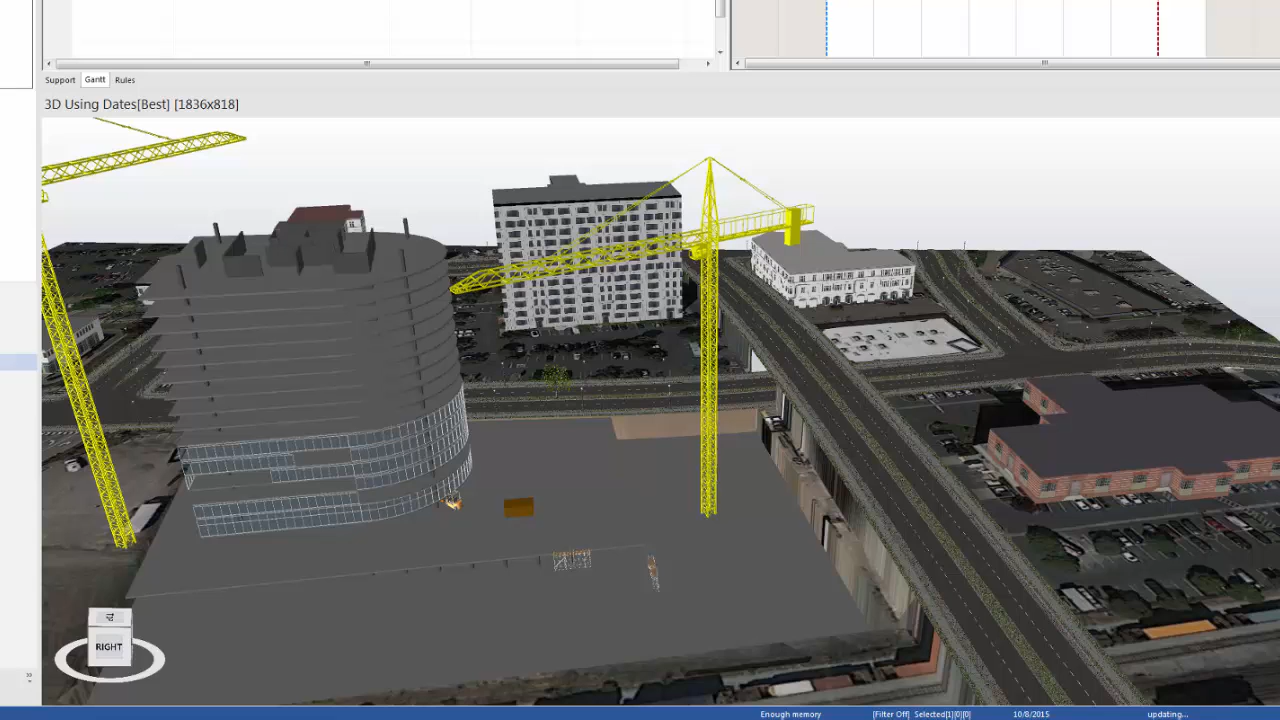 Support Gantt Rules
3D Using Dates[Best] [1836x818]
RIGHT
Enough memory [Filter Off] Selected[1][0][0] 10/8/2015 updating...